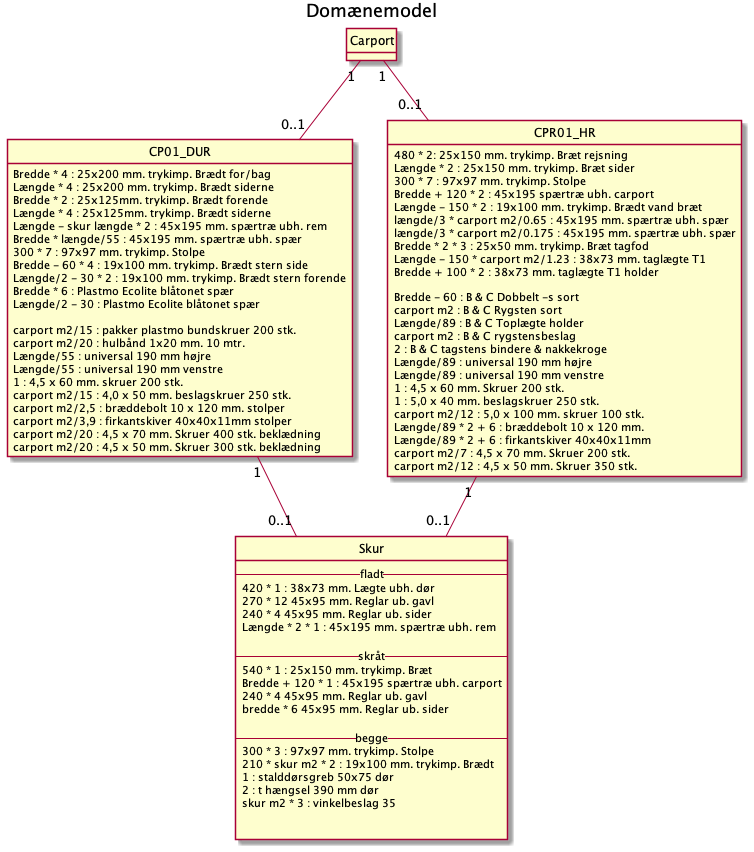 Domænemodel
Carport
1
1
0..1
0..1
CP01_DUR
Bredde * 4 : 25x200 mm. trykimp. Brædt for/bag
Længde * 4 : 25x200 mm. trykimp. Brædt siderne
Bredde * 2 : 25x125mm. trykimp. Brædt forende
Længde * 4 : 25x125mm. trykimp. Brædt siderne
Længde – skur længde * 2 : 45x195 mm. spærtræ ubh. rem
Bredde * længde/55 : 45x195 mm. spærtræ ubh. spær
300 * 7 : 97x97 mm. trykimp. Stolpe
Bredde – 60 * 4 : 19x100 mm. trykimp. Brædt stern side
Længde/2 – 30 * 2 : 19x100 mm. trykimp. Brædt stern forende
Bredde * 6 : Plastmo Ecolite blåtonet spær
Længde/2 – 30 : Plastmo Ecolite blåtonet spær
carport m2/15 : pakker plastmo bundskruer 200 stk.
carport m2/20 : hulbånd 1x20 mm. 10 mtr.
Længde/55 : universal 190 mm højre
Længde/55 : universal 190 mm venstre
1 : 4,5 x 60 mm. skruer 200 stk.
carport m2/15 : 4,0 x 50 mm. beslagskruer 250 stk.
carport m2/2,5 : bræddebolt 10 x 120 mm. stolper
carport m2/3,9 : firkantskiver 40x40x11mm stolper
carport m2/20 : 4,5 x 70 mm. Skruer 400 stk. beklædning
carport m2/20 : 4,5 x 50 mm. Skruer 300 stk. beklædning
CPR01_HR
480 * 2: 25x150 mm. trykimp. Bræt rejsning
Længde * 2 : 25x150 mm. trykimp. Bræt sider
300 * 7 : 97x97 mm. trykimp. Stolpe
Bredde + 120 * 2 : 45x195 spærtræ ubh. carport
Længde – 150 * 2 : 19x100 mm. trykimp. Brædt vand bræt
længde/3 * carport m2/0.65 : 45x195 mm. spærtræ ubh. spær
længde/3 * carport m2/0.175 : 45x195 mm. spærtræ ubh. spær
Bredde * 2 * 3 : 25x50 mm. trykimp. Bræt tagfod
Længde – 150 * carport m2/1.23 : 38x73 mm. taglægte T1
Bredde + 100 * 2 : 38x73 mm. taglægte T1 holder
Bredde – 60 : B & C Dobbelt –s sort
carport m2 : B & C Rygsten sort
Længde/89 : B & C Toplægte holder
carport m2 : B & C rygstensbeslag
2 : B & C tagstens bindere & nakkekroge
Længde/89 : universal 190 mm højre
Længde/89 : universal 190 mm venstre
1 : 4,5 x 60 mm. Skruer 200 stk.
1 : 5,0 x 40 mm. beslagskruer 250 stk.
carport m2/12 : 5,0 x 100 mm. skruer 100 stk.
Længde/89 * 2 + 6 : bræddebolt 10 x 120 mm.
Længde/89 * 2 + 6 : firkantskiver 40x40x11mm
carport m2/7 : 4,5 x 70 mm. Skruer 200 stk.
carport m2/12 : 4,5 x 50 mm. Skruer 350 stk.
1
1
0..1
0..1
Skur
fladt
420 * 1 : 38x73 mm. Lægte ubh. dør
270 * 12 45x95 mm. Reglar ub. gavl
240 * 4 45x95 mm. Reglar ub. sider
Længde * 2 * 1 : 45x195 mm. spærtræ ubh. rem
skråt
540 * 1 : 25x150 mm. trykimp. Bræt
Bredde + 120 * 1 : 45x195 spærtræ ubh. carport
240 * 4 45x95 mm. Reglar ub. gavl
bredde * 6 45x95 mm. Reglar ub. sider
begge
300 * 3 : 97x97 mm. trykimp. Stolpe
210 * skur m2 * 2 : 19x100 mm. trykimp. Brædt
1 : stalddørsgreb 50x75 dør
2 : t hængsel 390 mm dør
skur m2 * 3 : vinkelbeslag 35